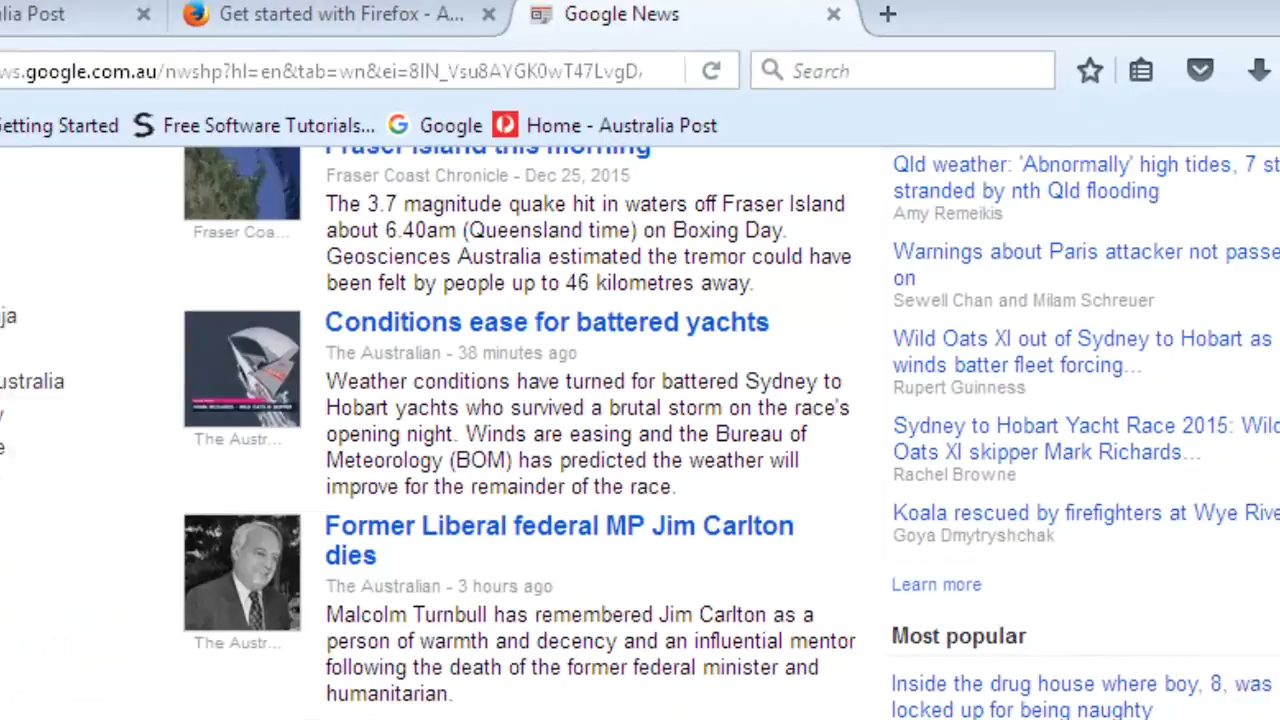 lia Post
Get started with Firefox - A...
Google News
ws.google.com.au/nwshp?hl=en&tab=wn&ei=8IN_Vsu8AYGK0wT47LvgD
Search
Getting Started
Free Software Tutorials...
Google
Home - Australia Post
Fraser Island this morning
Fraser Coast Chronicle - Dec 25, 2015
The 3.7 magnitude quake hit in waters off Fraser Island
about 6.40am (Queensland time) on Boxing Day.
Geosciences Australia estimated the tremor could have
been felt by people up to 46 kilometres away.
Fraser Coa...
Conditions ease for battered yachts
The Australian - 38 minutes ago
Weather conditions have turned for battered Sydney to
Hobart yachts who survived a brutal storm on the race's
opening night. Winds are easing and the Bureau of
Meteorology (BOM) has predicted the weather will
improve for the remainder of the race.
The Austr...
Former Liberal federal MP Jim Carlton
dies
The Australian - 3 hours ago
Malcolm Turnbull has remembered Jim Carlton as a
person of warmth and decency and an influential mentor
following the death of the former federal minister and
humanitarian.
The Austr...
ja
ustralia
y
e
Qld weather: 'Abnormally' high tides, 7 st
stranded by nth Qld flooding
Amy Remeikis
Warnings about Paris attacker not passe
on
Sewell Chan and Milam Schreuer
Wild Oats XI out of Sydney to Hobart as
winds batter fleet forcing...
Rupert Guinness
Sydney to Hobart Yacht Race 2015: Wild
Oats XI skipper Mark Richards...
Rachel Browne
Koala rescued by firefighters at Wye Rive
Goya Dmytryshchak
Learn more
Most popular
Inside the drug house where boy, 8, was
locked up for being naughty